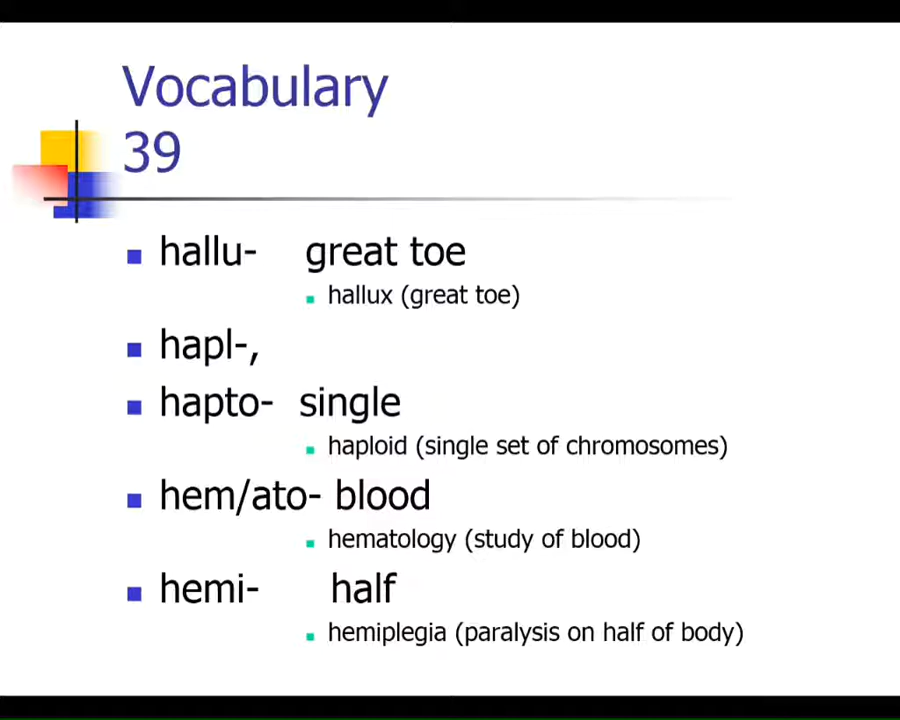 Vocabulary
39
hallu- great toe
hallux (great toe)
hapl-,
hapto- single
haploid (single set of chromosomes)
hem/ato- blood
hematology (study of blood)
hemi- half
hemiplegia (paralysis on half of body)